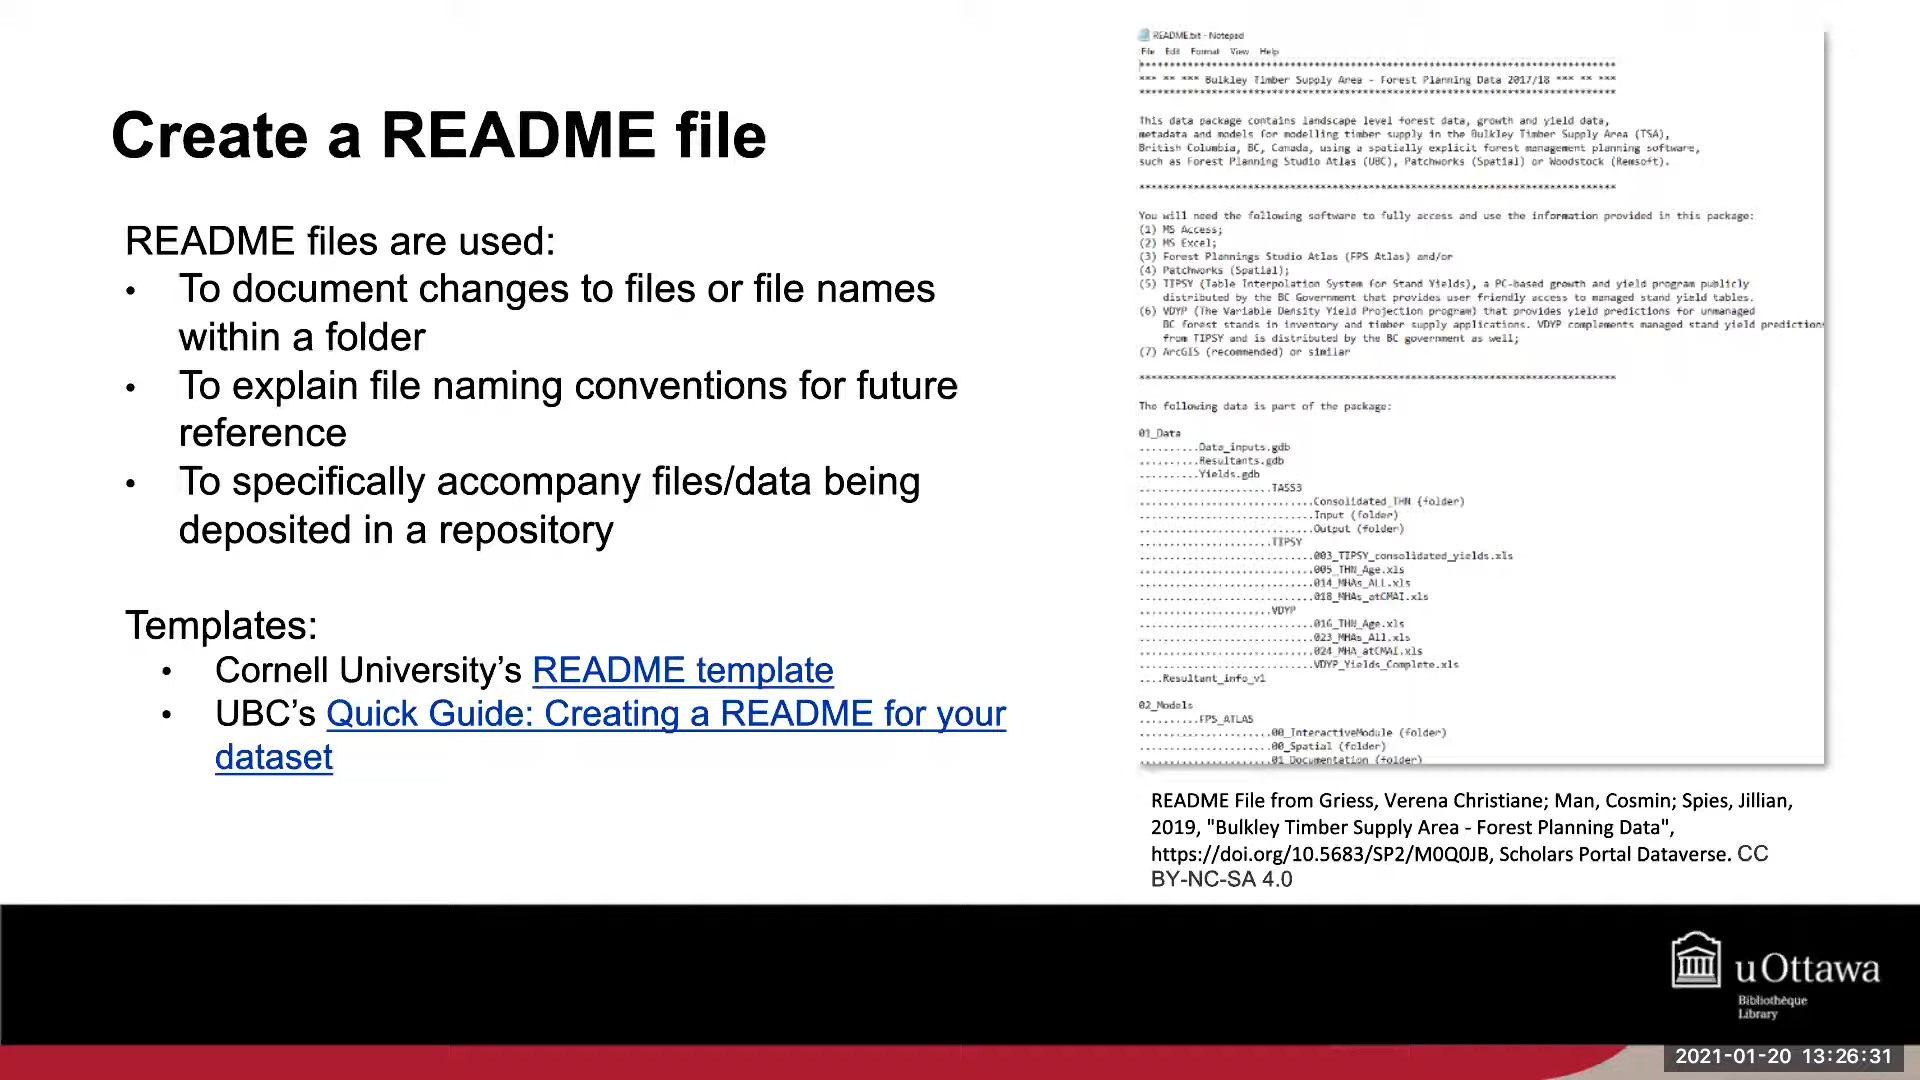 Create a README file
README files are used:
• To document changes to files or file names
within a folder
• To explain file naming conventions for future
reference
• To specifically accompany files/data being
deposited in a repository
Templates:
• Cornell University’s README template
• UBC’s Quick Guide: Creating a README for your
dataset
README.txt - Notepad
File Edit Format View Help
*** ** *** Bulkley Timber Supply Area - Forest Planning Data 2017/18 *** ** ***
This data package contains landscape level forest data, growth and yield data,
metadata and models for modelling timber supply in the Bulkley Timber Supply Area (TSA),
British Columbia, BC, Canada, using a spatially explicit forest management planning software,
such as Forest Planning Studio Atlas (UBC), Patchworks (Spatial) or Woodstock (Remsoft).
You will need the following software to fully access and use the information provided in this package:
(1) MS Access;
(2) MS Excel;
(3) Forest Plannings Studio Atlas (FPS Atlas) and/or
(4) Patchworks (Spatial);
(5) TIPSY (Table Interpolation System for Stand Yields), a PC-based growth and yield program publicly
distributed by the BC Government that provides user friendly access to managed stand yield tables.
(6) VDYP (The Variable Density Yield Projection program) that provides yield predictions for unmanaged
BC forest stands in inventory and timber supply applications. VDYP complements managed stand yield predictions
from TIPSY and is distributed by the BC government as well;
(7) ArcGIS (recommended) or similar
The following data is part of the package:
01_Data
..........Data_inputs.gdb
..........Resultants.gdb
..........Yields.gdb
......................TASS3
.............................Consolidated_THN (folder)
.............................Input (folder)
.............................Output (folder)
......................TIPSY
.............................003_TIPSY_consolidated_yields.xls
.............................005_THN_Age.xls
.............................014_MHAs_ALL.xls
.............................018_MHAs_atCMAI.xls
......................VDYP
.............................016_THN_Age.xls
.............................023_MHAs_All.xls
.............................024_MHA_atCMAI.xls
.............................VDYP_Yields_Complete.xls
....Resultant_info_v1
02_Models
..........FPS_ATLAS
......................00_InteractiveModule (folder)
......................00_Spatial (folder)
......................01_Documentation (folder)
README File from Griess, Verena Christiane; Man, Cosmin; Spies, Jillian,
2019, "Bulkley Timber Supply Area - Forest Planning Data",
https://doi.org/10.5683/SP2/M0Q0JB, Scholars Portal Dataverse. CC
BY-NC-SA 4.0
uOttawa
Bibliothèque
Library
2021-01-20 13:26:31